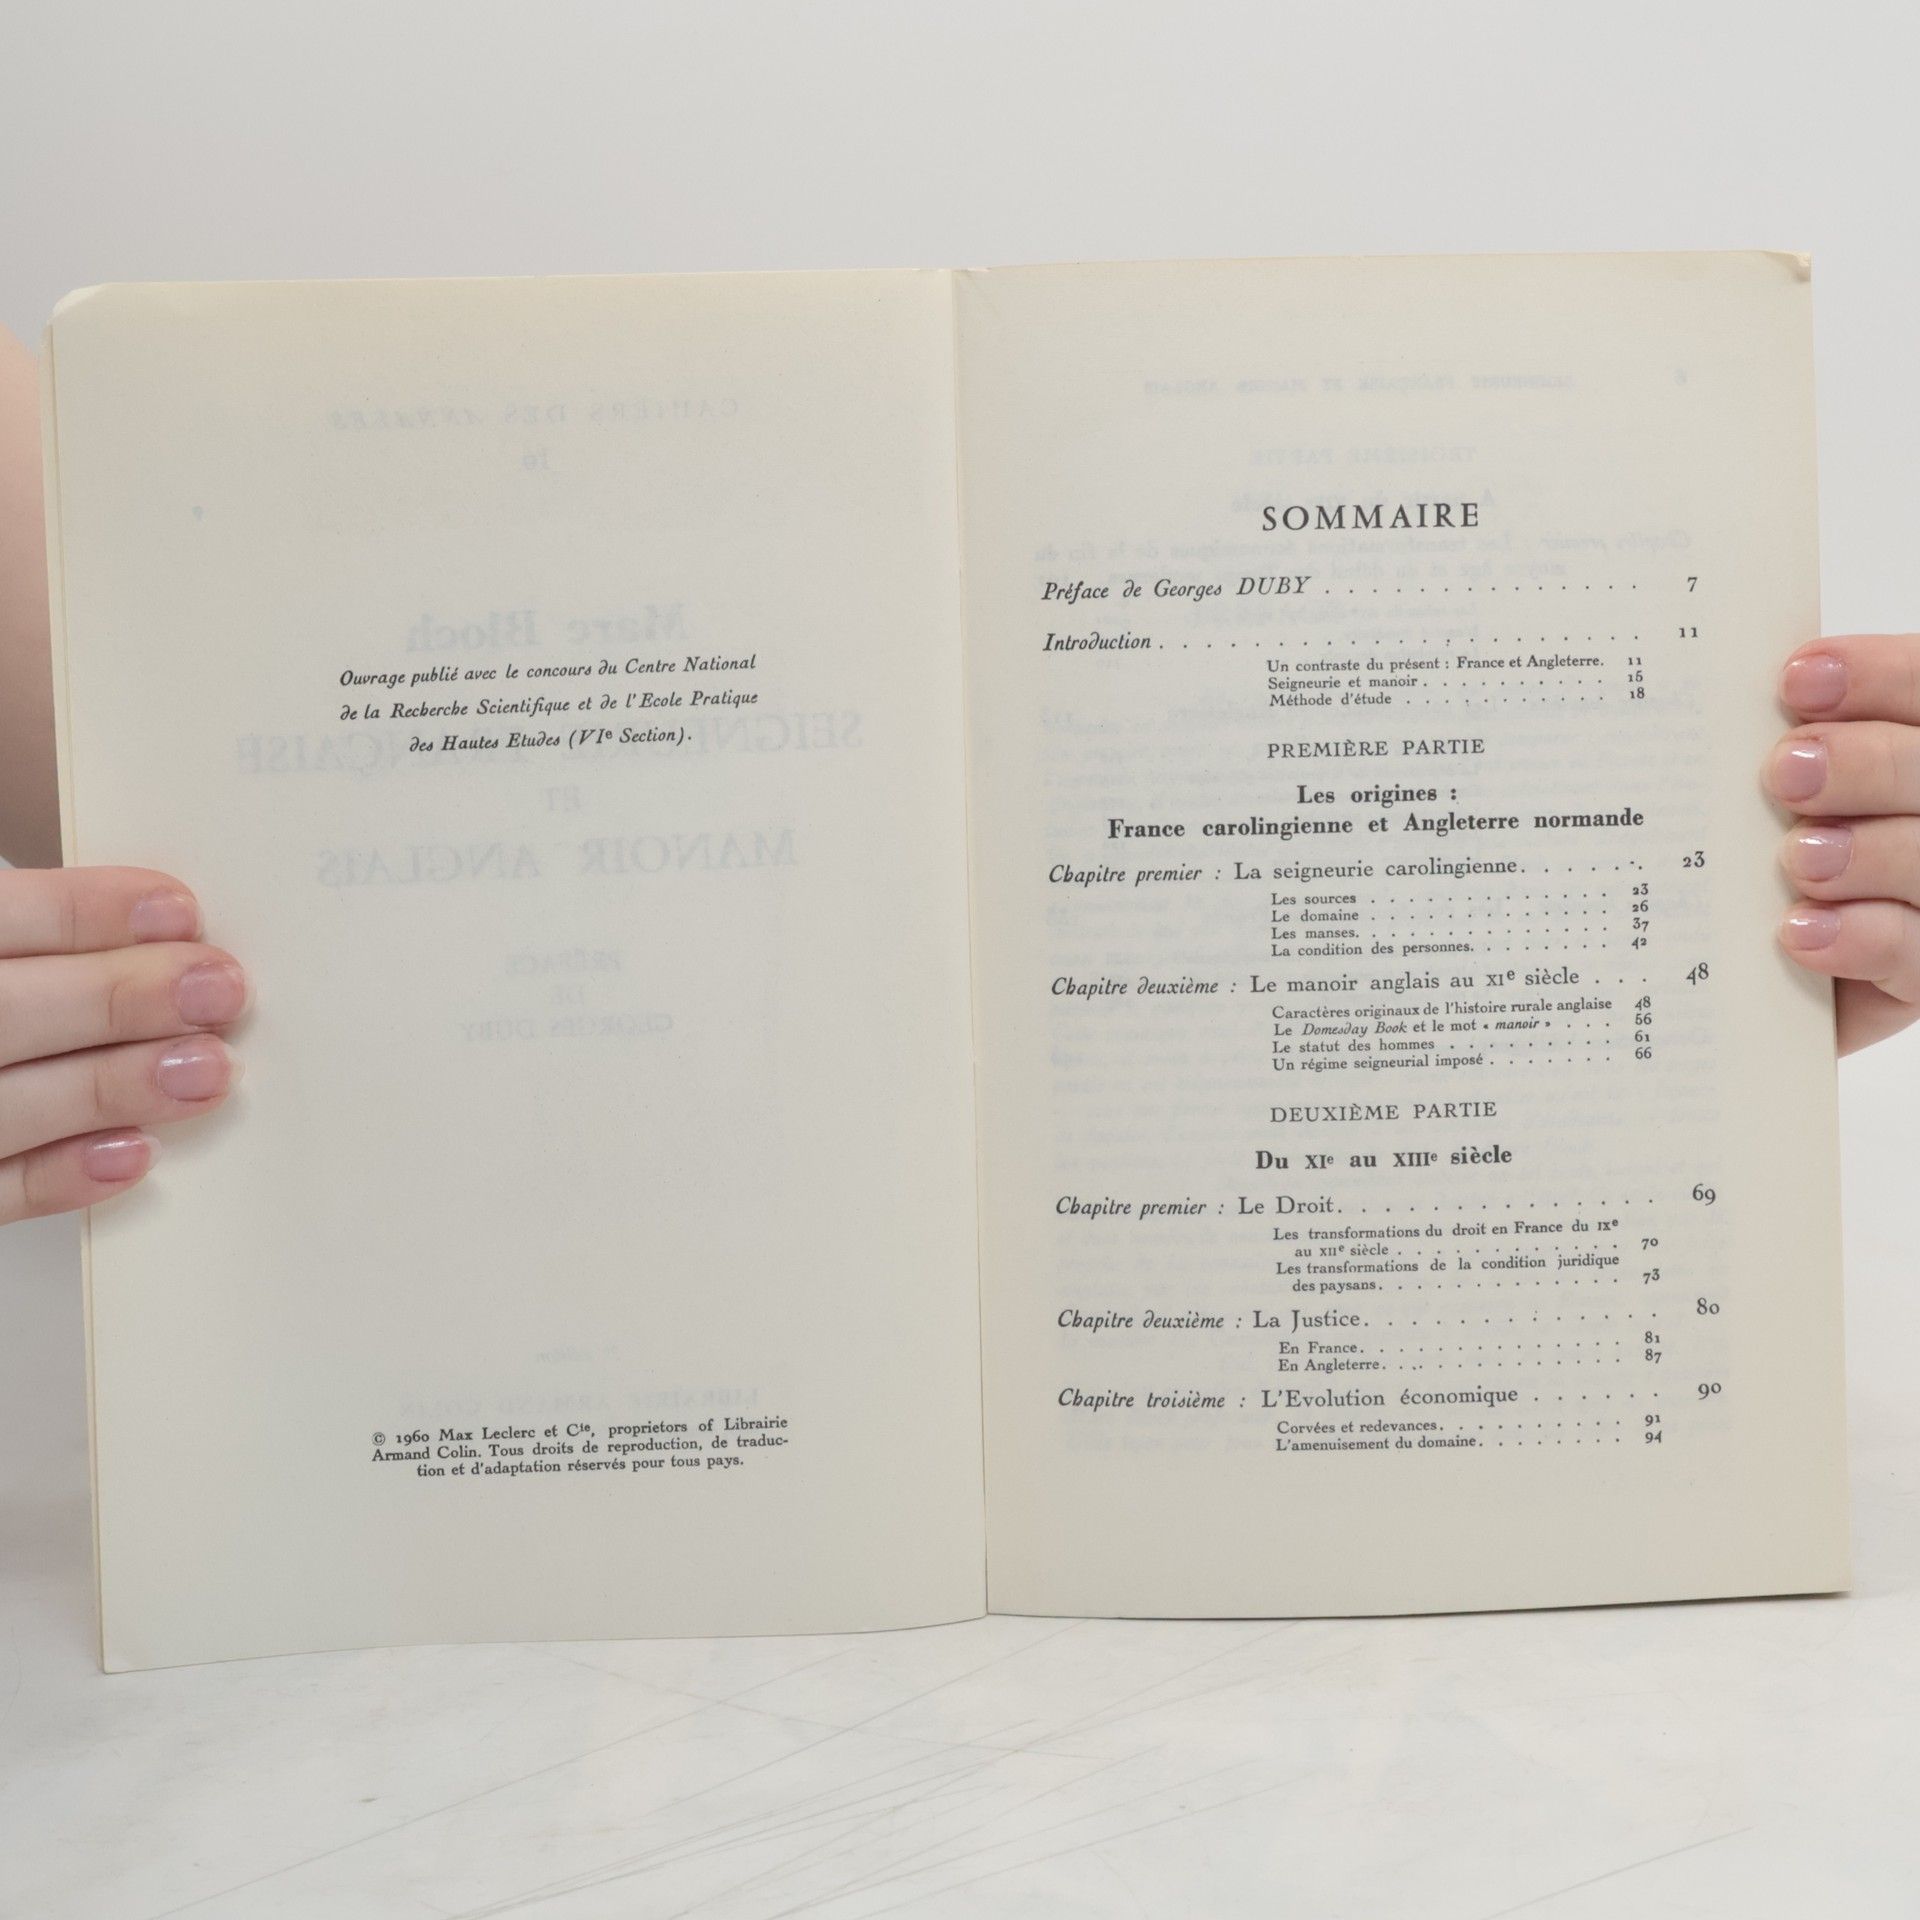 Ouvrage publié avec le concours du Centre National
de la Recherche Scientifique et de l'Ecole Pratique
des Hautes Etudes (VIe Section).
© 1960 Max Leclerc et Cie, proprietors of Librairie
Armand Colin. Tous droits de reproduction, de traduc-
tion et d'adaptation réservés pour tous pays.
SOMMAIRE
Préface de Georges DUBY . . . . . . . . . . . . . . 7
Introduction . . . . . . . . . . . . . . . . . . . . . 11
Un contraste du présent : France et Angleterre. 11
Seigneurie et manoir . . . . . . . . . . 15
Méthode d'étude . . . . . . . . . . . 18
PREMIÈRE PARTIE
Les origines :
France carolingienne et Angleterre normande
Chapitre premier : La seigneurie carolingienne. . . . . . . 23
Les sources . . . . . . . . . . . . . 23
Le domaine . . . . . . . . . . . . . 26
Les manses. . . . . . . . . . . . . . 37
La condition des personnes. . . . . . . . 42
Chapitre deuxième : Le manoir anglais au XIe siècle . . . 48
Caractères originaux de l'histoire rurale anglaise 48
Le Domesday Book et le mot « manoir » . . . 56
Le statut des hommes . . . . . . . . . 61
Un régime seigneurial imposé . . . . . . . 66
DEUXIÈME PARTIE
Du XIe au XIIIe siècle
Chapitre premier : Le Droit. . . . . . . . . . . . . . 69
Les transformations du droit en France du IXe
au XIIe siècle . . . . . . . . . . . . 70
Les transformations de la condition juridique
des paysans. . . . . . . . . . . . . 73
Chapitre deuxième : La Justice. . . . . . . . . . . . . 80
En France. . . . . . . . . . . . . . 81
En Angleterre. . . . . . . . . . . . . 87
Chapitre troisième : L'Evolution économique . . . . . . 90
Corvées et redevances. . . . . . . . . . 91
L'amenuisement du domaine. . . . . . . . 94